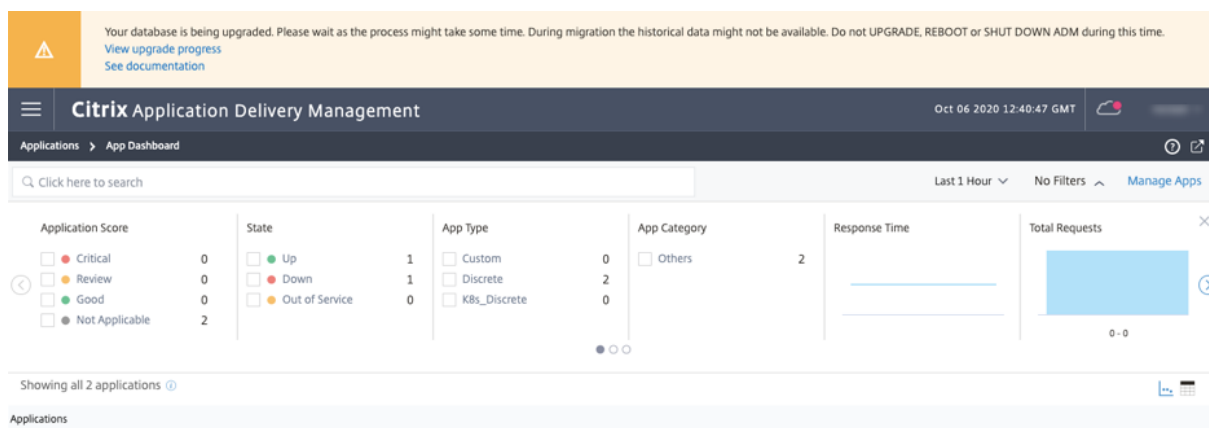 Your database is being upgraded. Please wait as the process might take some time. During migration the historical data might not be available. Do not UPGRADE, REBOOT or SHUT DOWN ADM during this time.
View upgrade progress
See documentation
Citrix Application Delivery Management
Oct 06 2020 12:40:47 GMT
Applications > App Dashboard
Click here to search
Last 1 Hour
No Filters
Manage Apps
Application Score
Critical 0
Review 0
Good 0
Not Applicable 2
State
Up 1
Down 1
Out of Service 0
App Type
Custom 0
Discrete 2
K8s_Discrete 0
App Category
Others 2
Response Time
Total Requests
0 - 0
Showing all 2 applications
Applications